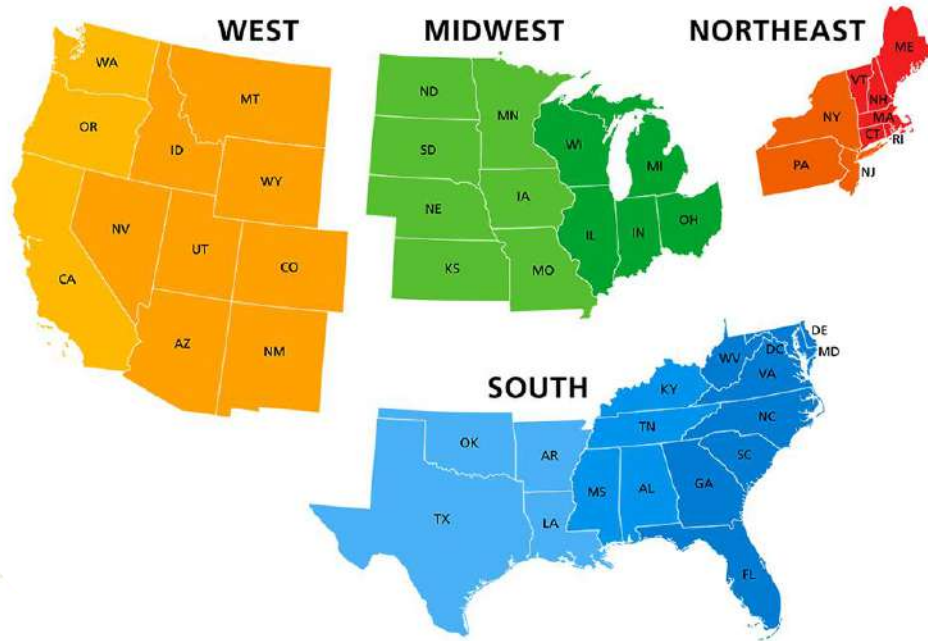 WEST
WA
MT
OR
ID
WY
NV
UT
CO
CA
AZ
NM
MIDWEST
ND
MN
SD
WI
MI
NE
IA
IL
IN
OH
KS
MO
NORTHEAST
ME
VT
NH
NY
MA
CT
RI
PA
NJ
SOUTH
DE
WV
DC
MD
VA
KY
NC
TN
OK
AR
SC
MS
AL
GA
TX
LA
FL